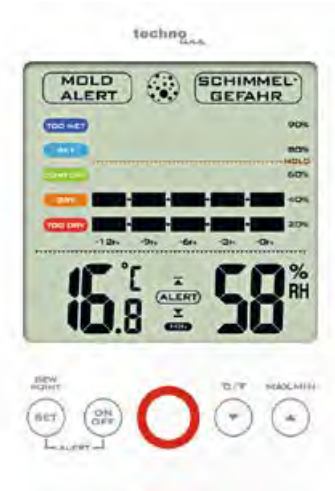 techno
line
MOLD
ALERT
SCHIMMEL-
GEFAHR
TOO WET
90%
WET
80%
MOLD
COMFORT
60%
DRY
40%
TOO DRY
20%
-12h -9h -6h -3h -0h
16.8 °C
ALERT
58 % RH
DEW
POINT
°C/°F
MAX.MIN
SET
ON
OFF
ALERT